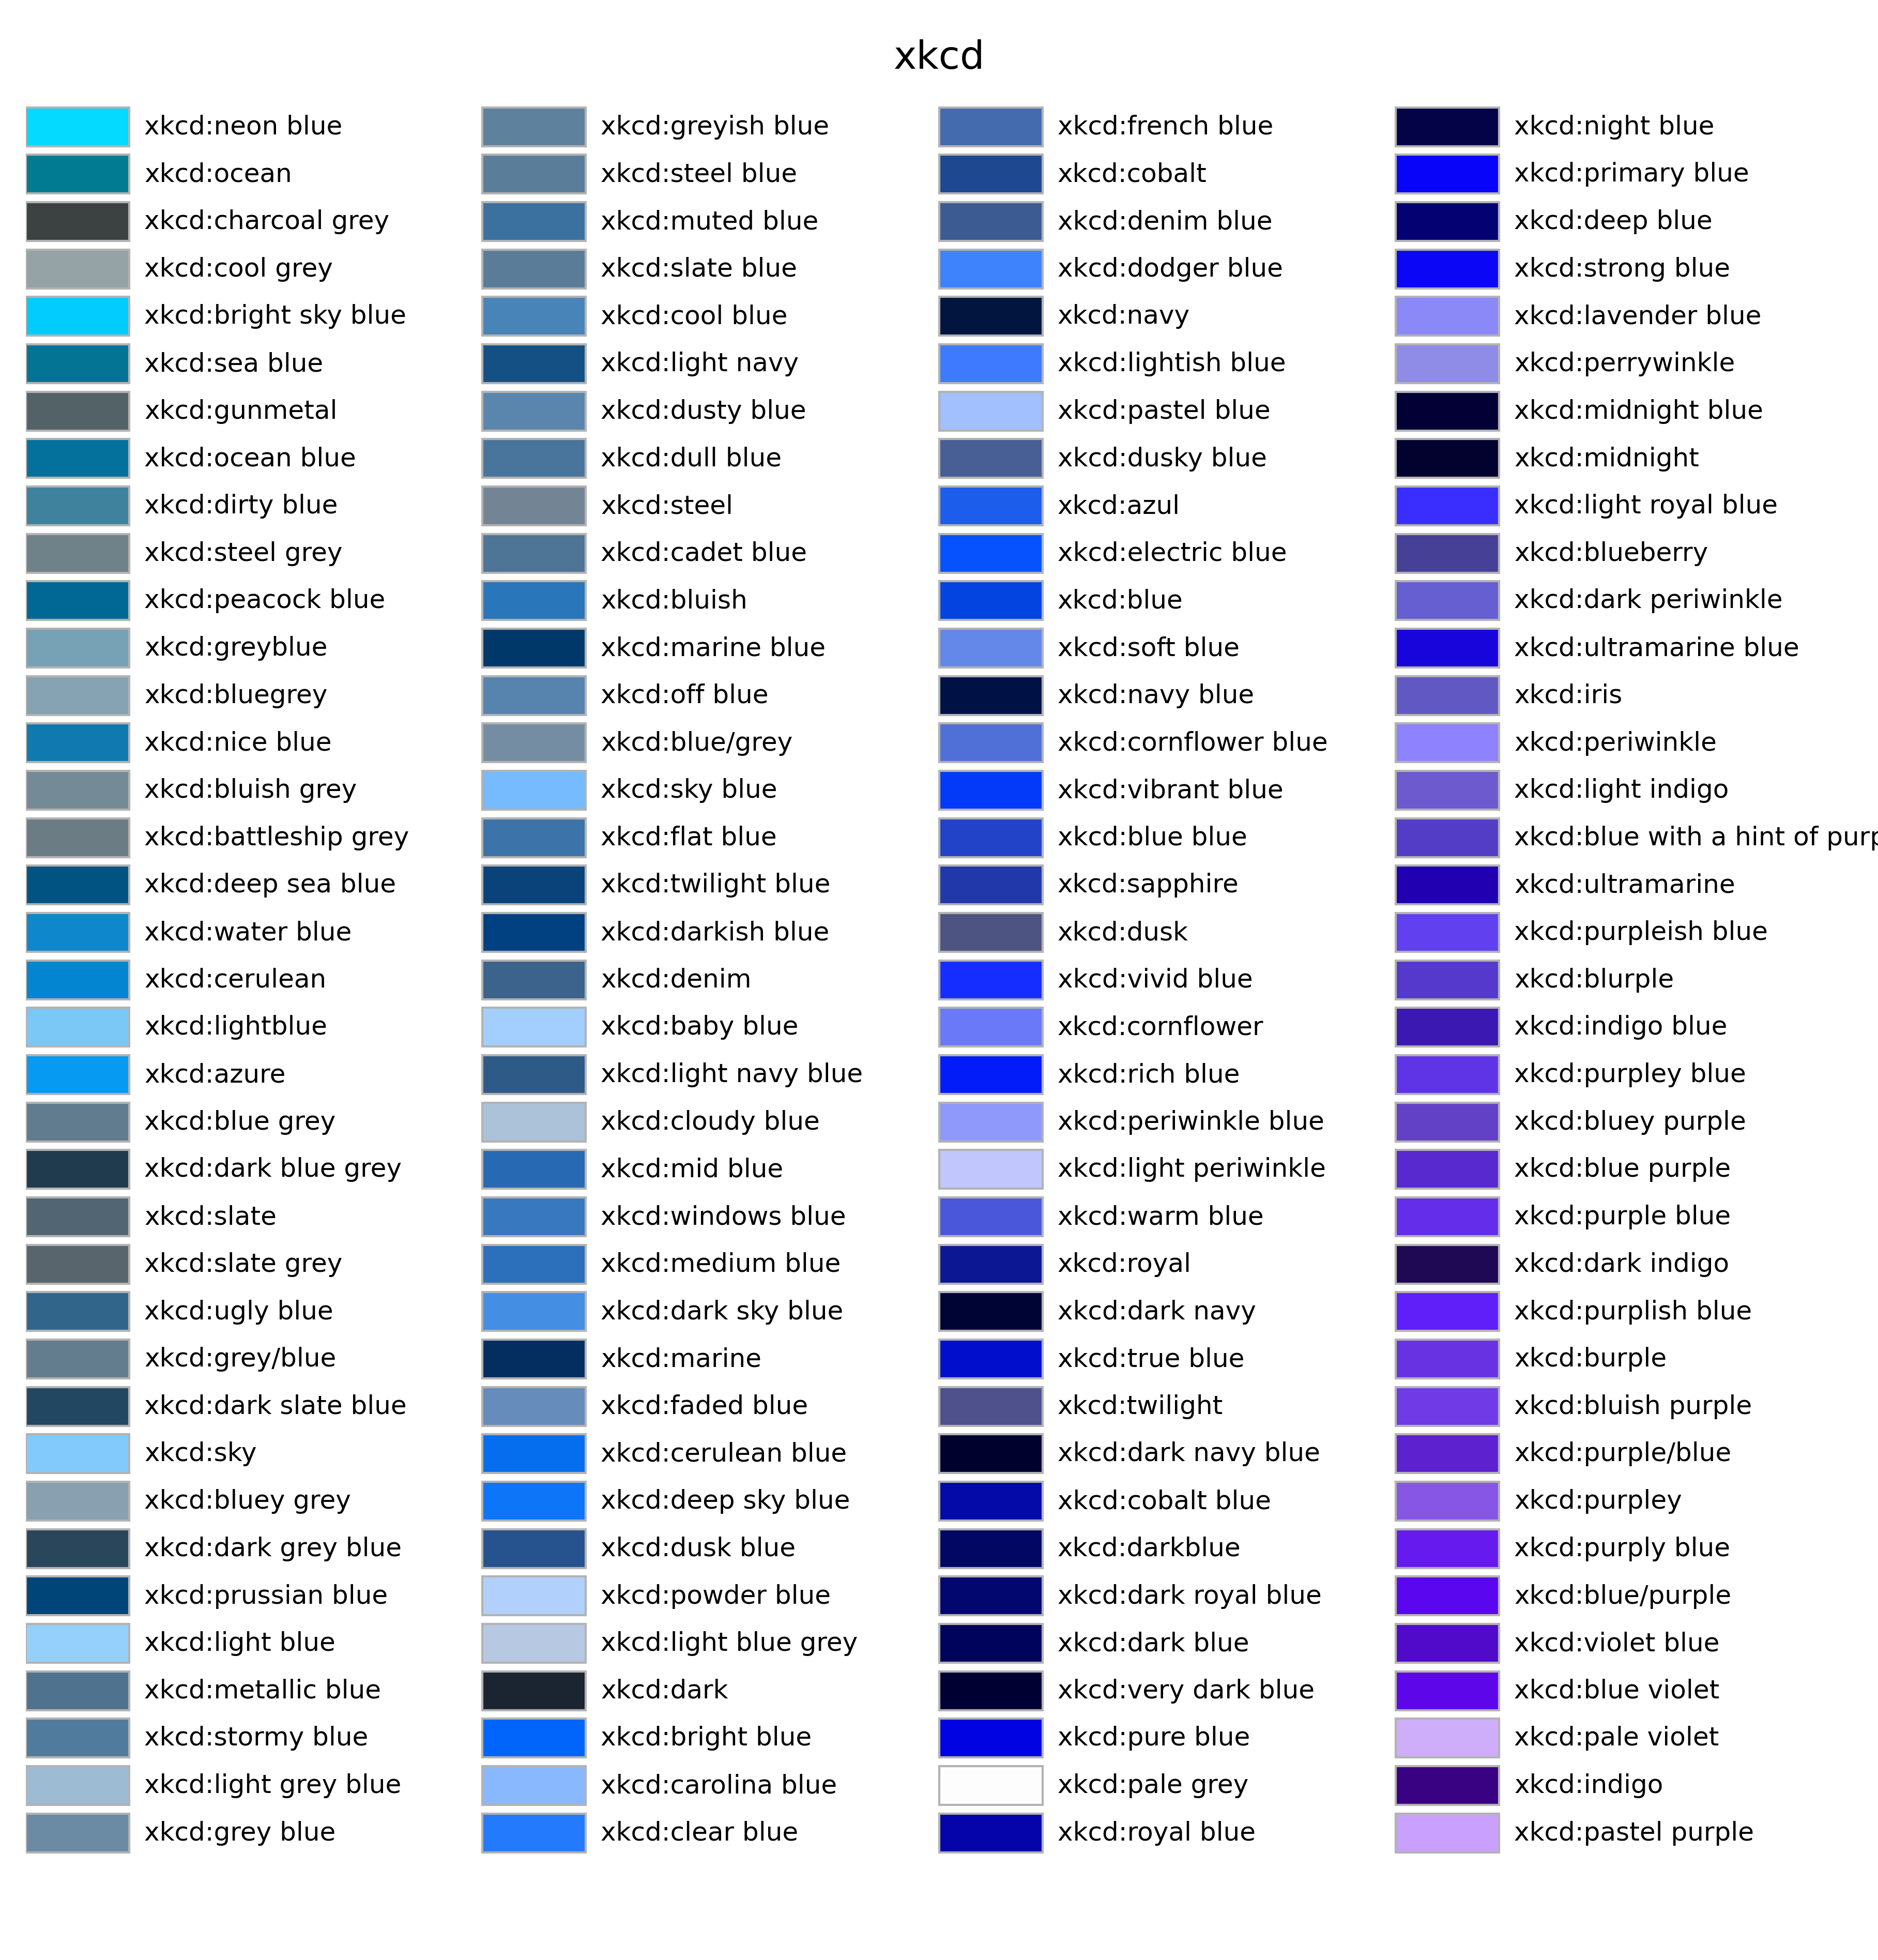 xkcd
xkcd:neon blue
xkcd:ocean
xkcd:charcoal grey
xkcd:cool grey
xkcd:bright sky blue
xkcd:sea blue
xkcd:gunmetal
xkcd:ocean blue
xkcd:dirty blue
xkcd:steel grey
xkcd:peacock blue
xkcd:greyblue
xkcd:bluegrey
xkcd:nice blue
xkcd:bluish grey
xkcd:battleship grey
xkcd:deep sea blue
xkcd:water blue
xkcd:cerulean
xkcd:lightblue
xkcd:azure
xkcd:blue grey
xkcd:dark blue grey
xkcd:slate
xkcd:slate grey
xkcd:ugly blue
xkcd:grey/blue
xkcd:dark slate blue
xkcd:sky
xkcd:bluey grey
xkcd:dark grey blue
xkcd:prussian blue
xkcd:light blue
xkcd:metallic blue
xkcd:stormy blue
xkcd:light grey blue
xkcd:grey blue
xkcd:greyish blue
xkcd:steel blue
xkcd:muted blue
xkcd:slate blue
xkcd:cool blue
xkcd:light navy
xkcd:dusty blue
xkcd:dull blue
xkcd:steel
xkcd:cadet blue
xkcd:bluish
xkcd:marine blue
xkcd:off blue
xkcd:blue/grey
xkcd:sky blue
xkcd:flat blue
xkcd:twilight blue
xkcd:darkish blue
xkcd:denim
xkcd:baby blue
xkcd:light navy blue
xkcd:cloudy blue
xkcd:mid blue
xkcd:windows blue
xkcd:medium blue
xkcd:dark sky blue
xkcd:marine
xkcd:faded blue
xkcd:cerulean blue
xkcd:deep sky blue
xkcd:dusk blue
xkcd:powder blue
xkcd:light blue grey
xkcd:dark
xkcd:bright blue
xkcd:carolina blue
xkcd:clear blue
xkcd:french blue
xkcd:cobalt
xkcd:denim blue
xkcd:dodger blue
xkcd:navy
xkcd:lightish blue
xkcd:pastel blue
xkcd:dusky blue
xkcd:azul
xkcd:electric blue
xkcd:blue
xkcd:soft blue
xkcd:navy blue
xkcd:cornflower blue
xkcd:vibrant blue
xkcd:blue blue
xkcd:sapphire
xkcd:dusk
xkcd:vivid blue
xkcd:cornflower
xkcd:rich blue
xkcd:periwinkle blue
xkcd:light periwinkle
xkcd:warm blue
xkcd:royal
xkcd:dark navy
xkcd:true blue
xkcd:twilight
xkcd:dark navy blue
xkcd:cobalt blue
xkcd:darkblue
xkcd:dark royal blue
xkcd:dark blue
xkcd:very dark blue
xkcd:pure blue
xkcd:pale grey
xkcd:royal blue
xkcd:night blue
xkcd:primary blue
xkcd:deep blue
xkcd:strong blue
xkcd:lavender blue
xkcd:perrywinkle
xkcd:midnight blue
xkcd:midnight
xkcd:light royal blue
xkcd:blueberry
xkcd:dark periwinkle
xkcd:ultramarine blue
xkcd:iris
xkcd:periwinkle
xkcd:light indigo
xkcd:blue with a hint of
xkcd:ultramarine
xkcd:purpleish blue
xkcd:blurple
xkcd:indigo blue
xkcd:purpley blue
xkcd:bluey purple
xkcd:blue purple
xkcd:purple blue
xkcd:dark indigo
xkcd:purplish blue
xkcd:burple
xkcd:bluish purple
xkcd:purple/blue
xkcd:purpley
xkcd:purply blue
xkcd:blue/purple
xkcd:violet blue
xkcd:blue violet
xkcd:pale violet
xkcd:indigo
xkcd:pastel purple